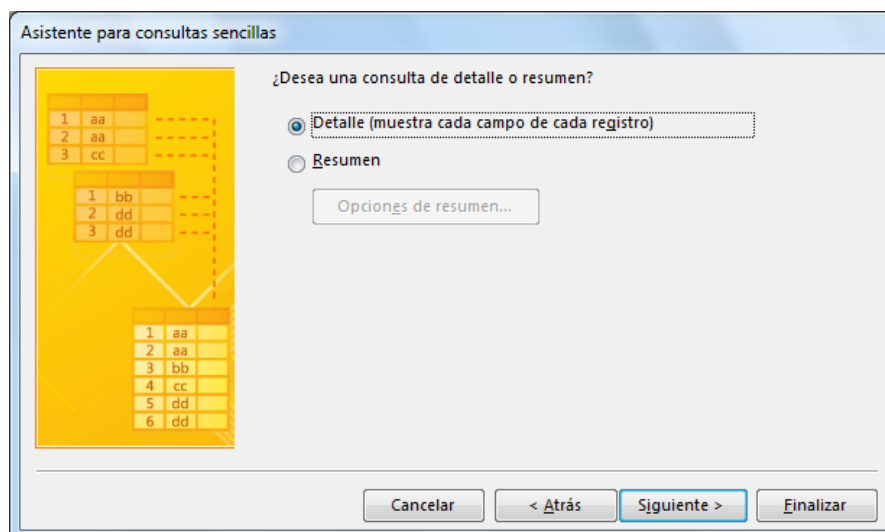 Asistente para consultas sencillas
¿Desea una consulta de detalle o resumen?
Detalle (muestra cada campo de cada registro)
Resumen
Opciones de resumen...
1 aa
2 aa
3 cc
1 bb
2 dd
3 dd
1 aa
2 aa
3 bb
4 cc
5 dd
6 dd
Cancelar
< Atrás
Siguiente >
Finalizar